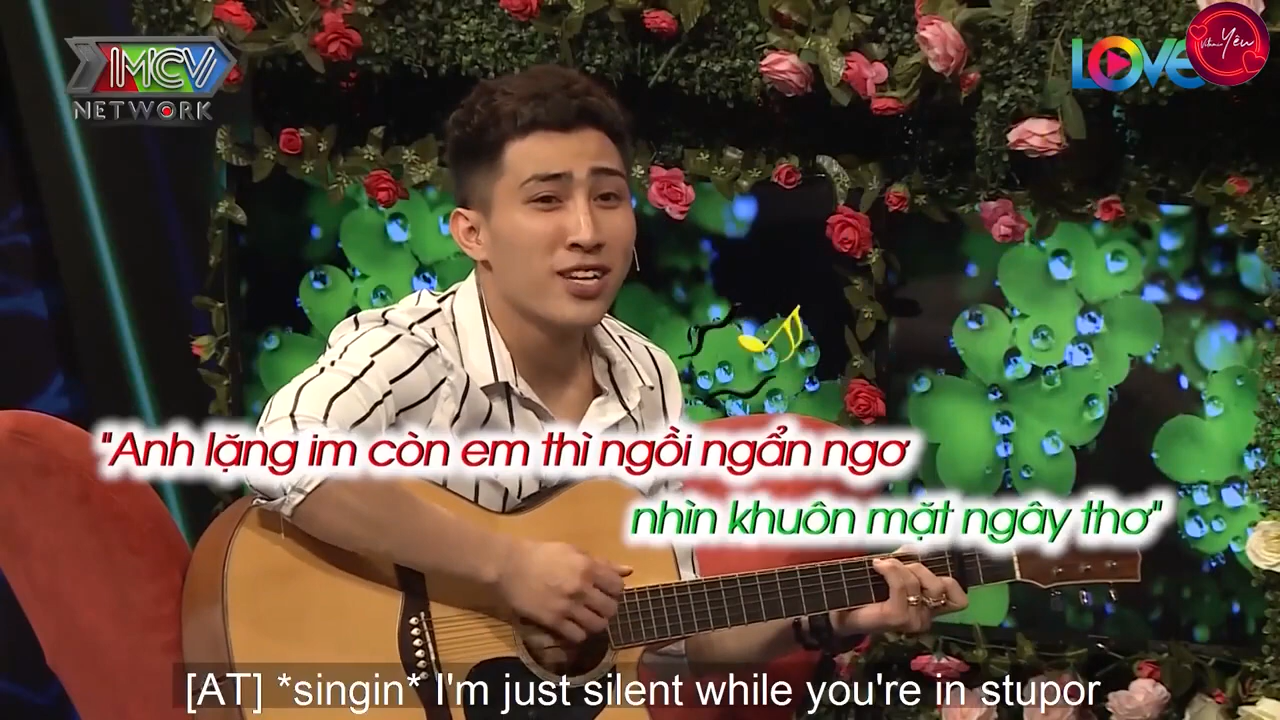 MCV
NETWORK
LOVE
Vitamin Yêu
"Anh lặng im còn em thì ngồi ngẩn ngơ
nhìn khuôn mặt ngây thơ"
[AT] *singin* I'm just silent while you're in stupor